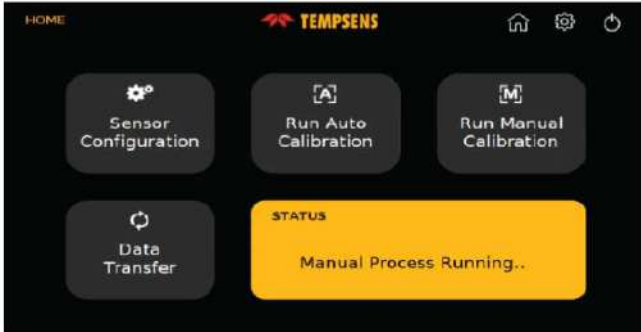 HOME
TEMPSENS
Sensor
Configuration
[A]
Run Auto
Calibration
[M]
Run Manual
Calibration
Data
Transfer
STATUS
Manual Process Running..